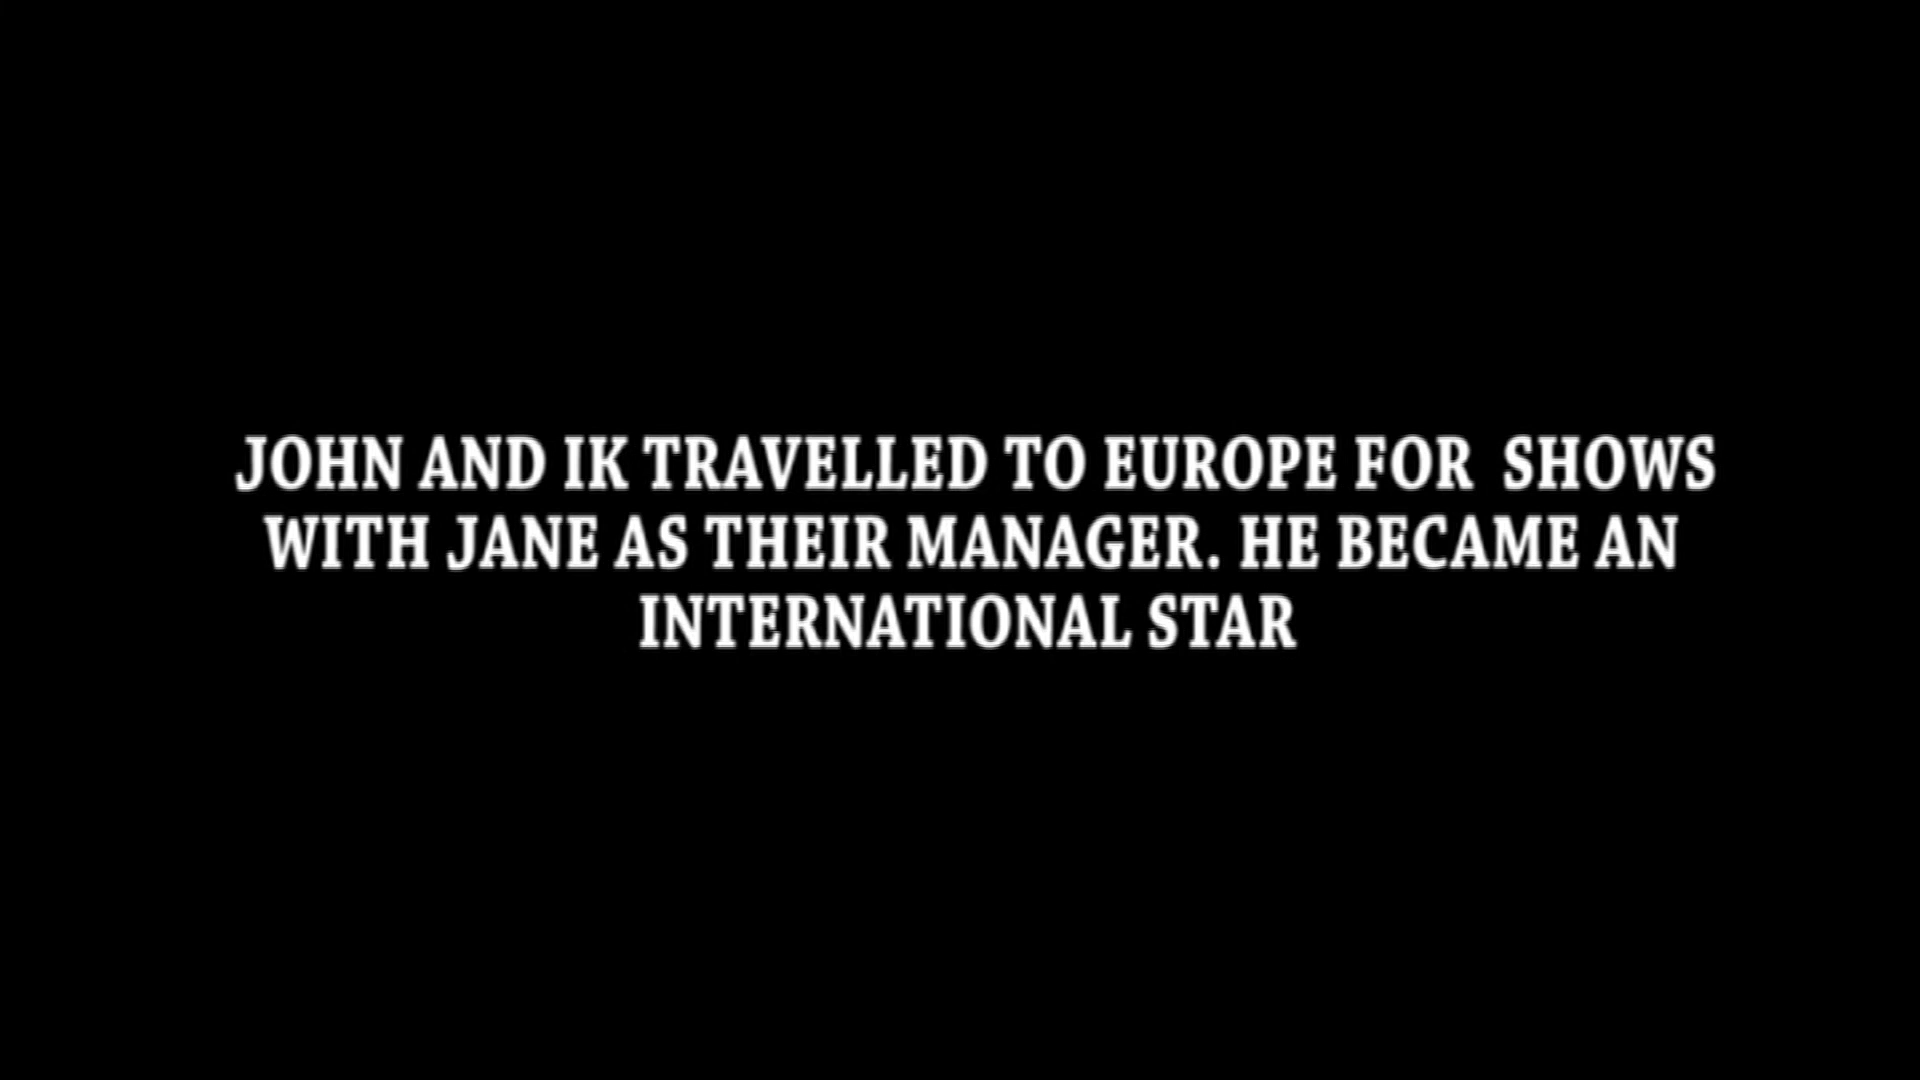 JOHN AND IK TRAVELLED TO EUROPE FOR  SHOWS
WITH JANE AS THEIR MANAGER. HE BECAME AN
INTERNATIONAL STAR